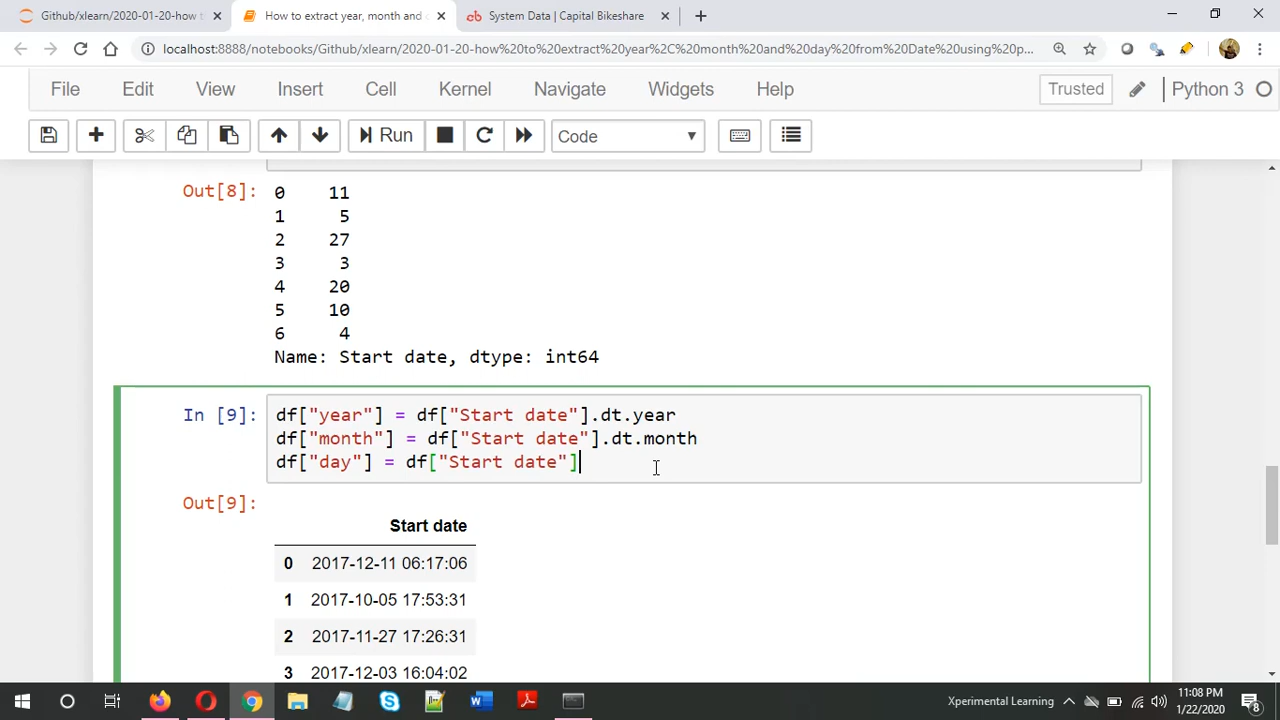 Github/xlearn/2020-01-20-how t
How to extract year, month and
System Data | Capital Bikeshare
localhost:8888/notebooks/Github/xlearn/2020-01-20-how%20to%20extract%20year%2C%20month%20and%20day%20from%20Date%20using%20p...
File Edit View Insert Cell Kernel Navigate Widgets Help Trusted Python 3
Run Code
Out[8]:
0 11
1 5
2 27
3 3
4 20
5 10
6 4
Name: Start date, dtype: int64
In [9]: df["year"] = df["Start date"].dt.year
df["month"] = df["Start date"].dt.month
df["day"] = df["Start date"]
Out[9]:
Start date
0 2017-12-11 06:17:06
1 2017-10-05 17:53:31
2 2017-11-27 17:26:31
3 2017-12-03 16:04:02
Xperimental Learning
11:08 PM
1/22/2020
8